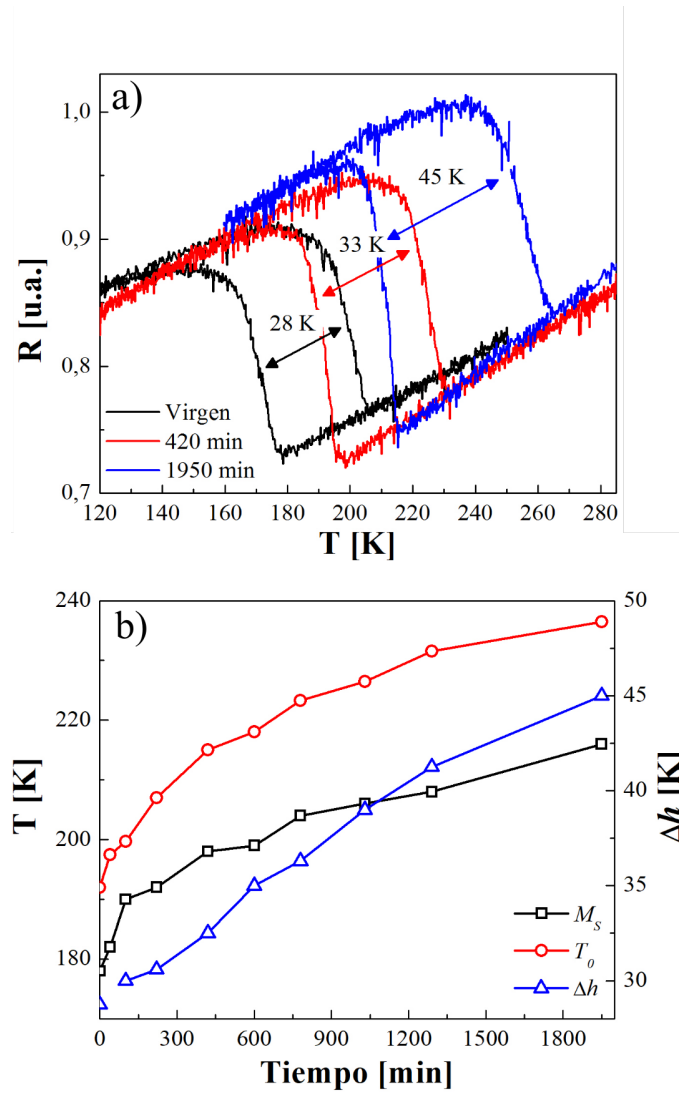 a)
1,0
0,9
0,8
0,7
R [u.a.]
45 K
33 K
28 K
Virgen
420 min
1950 min
120 140 160 180 200 220 240 260 280
T [K]
b)
240
220
200
180
T [K]
50
45
40
35
30
Δh [K]
M_S
T_0
Δh
0 300 600 900 1200 1500 1800
Tiempo [min]